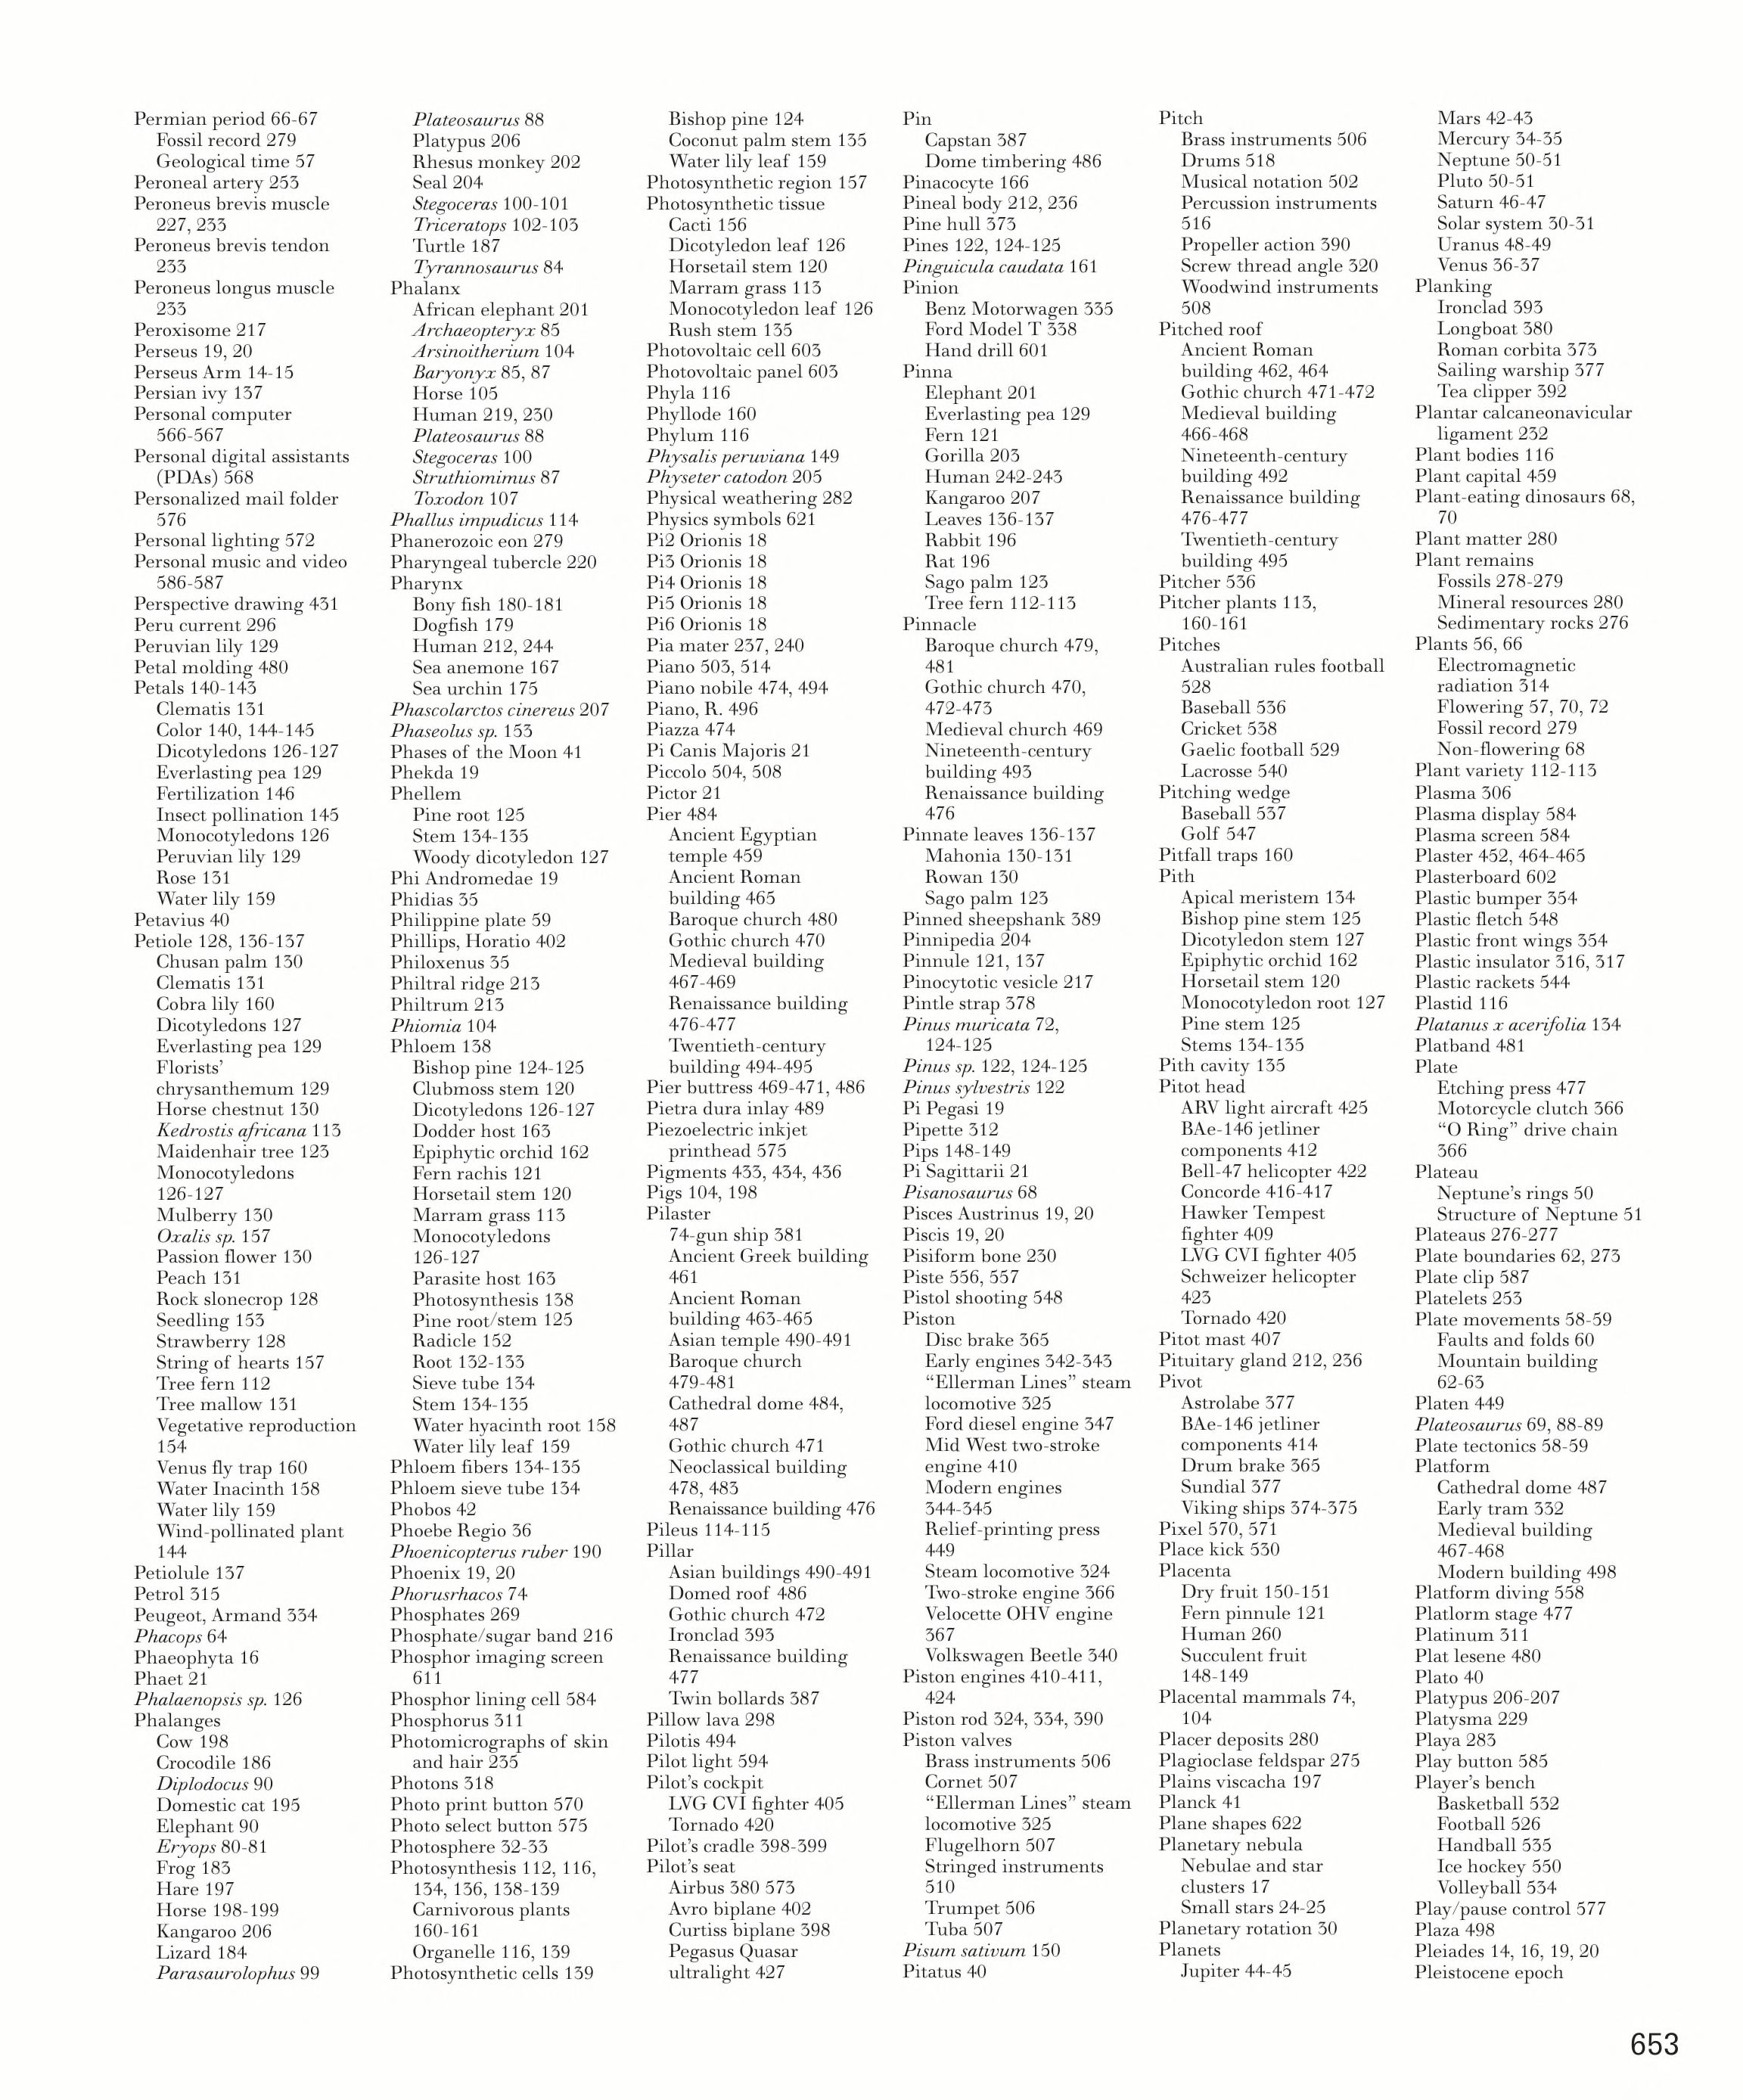 Permian period 66-67
Fossil record 279
Geological time 57
Peroneal artery 253
Peroneus brevis muscle
227, 233
Peroneus brevis tendon
233
Peroneus longus muscle
233
Peroxisome 217
Perseus 19, 20
Perseus Arm 14-15
Persian ivy 137
Personal computer
566-567
Personal digital assistants
(PDAs) 568
Personalized mail folder
576
Personal lighting 572
Personal music and video
586-587
Perspective drawing 431
Peru current 296
Peruvian lily 129
Petal molding 480
Petals 140-143
Clematis 131
Color 140, 144-145
Dicotyledons 126-127
Everlasting pea 129
Fertilization 146
Insect pollination 145
Monocotyledons 126
Peruvian lily 129
Rose 131
Water lily 159
Petavius 40
Petiole 128, 136-137
Chusan palm 130
Clematis 131
Cobra lily 160
Dicotyledons 127
Everlasting pea 129
Florists'
chrysanthemum 129
Horse chestnut 130
Kedrostis africana 113
Maidenhair tree 123
Monocotyledons
126-127
Mulberry 130
Oxalis sp. 157
Passion flower 130
Peach 131
Rock slonecrop 128
Seedling 153
Strawberry 128
String of hearts 157
Tree fern 112
Tree mallow 131
Vegetative reproduction
154
Venus fly trap 160
Water Inacinth 158
Water lily 159
Wind-pollinated plant
144
Petiolule 137
Petrol 315
Peugeot, Armand 334
Phacops 64
Phaeophyta 16
Phaet 21
Phalaenopsis sp. 126
Phalanges
Cow 198
Crocodile 186
Diplodocus 90
Domestic cat 195
Elephant 90
Eryops 80-81
Frog 183
Hare 197
Horse 198-199
Kangaroo 206
Lizard 184
Parasaurolophus 99
Plateosaurus 88
Platypus 206
Rhesus monkey 202
Seal 204
Stegoceras 100-101
Triceratops 102-103
Turtle 187
Tyrannosaurus 84
Phalanx
African elephant 201
Archaeopteryx 85
Arsinoitherium 104
Baryonyx 85, 87
Horse 105
Human 219, 230
Plateosaurus 88
Stegoceras 100
Struthiomimus 87
Toxodon 107
Phallus impudicus 114
Phanerozoic eon 279
Pharyngeal tubercle 220
Pharynx
Bony fish 180-181
Dogfish 179
Human 212, 244
Sea anemone 167
Sea urchin 175
Phascolarctos cinereus 207
Phaseolus sp. 153
Phases of the Moon 41
Phekda 19
Phellem
Pine root 125
Stem 134-135
Woody dicotyledon 127
Phi Andromedae 19
Phidias 35
Philippine plate 59
Phillips, Horatio 402
Philoxenus 35
Philtral ridge 213
Philtrum 213
Phiomia 104
Phloem 138
Bishop pine 124-125
Clubmoss stem 120
Dicotyledons 126-127
Dodder host 163
Epiphytic orchid 162
Fern rachis 121
Horsetail stem 120
Marram grass 113
Monocotyledons
126-127
Parasite host 163
Photosynthesis 138
Pine root/stem 125
Radicle 152
Root 132-133
Sieve tube 134
Stem 134-135
Water hyacinth root 158
Water lily leaf 159
Phloem fibers 134-135
Phloem sieve tube 134
Phobos 42
Phoebe Regio 36
Phoenicopterus ruber 190
Phoenix 19, 20
Phorusrhacos 74
Phosphates 269
Phosphate/sugar band 216
Phosphor imaging screen
611
Phosphor lining cell 584
Phosphorus 311
Photomicrographs of skin
and hair 235
Photons 318
Photo print button 570
Photo select button 575
Photosphere 32-33
Photosynthesis 112, 116,
134, 136, 138-139
Carnivorous plants
160-161
Organelle 116, 139
Photosynthetic cells 139
Bishop pine 124
Coconut palm stem 135
Water lily leaf 159
Photosynthetic region 157
Photosynthetic tissue
Cacti 156
Dicotyledon leaf 126
Horsetail stem 120
Marram grass 113
Monocotyledon leaf 126
Rush stem 135
Photovoltaic cell 603
Photovoltaic panel 603
Phyla 116
Phyllode 160
Phylum 116
Physalis peruviana 149
Physeter catodon 205
Physical weathering 282
Physics symbols 621
Pi2 Orionis 18
Pi3 Orionis 18
Pi4 Orionis 18
Pi5 Orionis 18
Pi6 Orionis 18
Pia mater 237, 240
Piano 503, 514
Piano nobile 474, 494
Piano, R. 496
Piazza 474
Pi Canis Majoris 21
Piccolo 504, 508
Pictor 21
Pier 484
Ancient Egyptian
temple 459
Ancient Roman
building 465
Baroque church 480
Gothic church 470
Medieval building
467-469
Renaissance building
476-477
Twentieth-century
building 494-495
Pier buttress 469-471, 486
Pietra dura inlay 489
Piezoelectric inkjet
printhead 575
Pigments 433, 434, 436
Pigs 104, 198
Pilaster
74-gun ship 381
Ancient Greek building
461
Ancient Roman
building 463-465
Asian temple 490-491
Baroque church
479-481
Cathedral dome 484,
487
Gothic church 471
Neoclassical building
478, 483
Renaissance building 476
Pileus 114-115
Pillar
Asian buildings 490-491
Domed roof 486
Gothic church 472
Ironclad 393
Renaissance building
477
Twin bollards 387
Pillow lava 298
Pilotis 494
Pilot light 594
Pilot's cockpit
LVG CVI fighter 405
Tornado 420
Pilot's cradle 398-399
Pilot's seat
Airbus 380 573
Avro biplane 402
Curtiss biplane 398
Pegasus Quasar
ultralight 427
Pin
Capstan 387
Dome timbering 486
Pinacocyte 166
Pineal body 212, 236
Pine hull 373
Pines 122, 124-125
Pinguicula caudata 161
Pinion
Benz Motorwagen 335
Ford Model T 338
Hand drill 601
Pinna
Elephant 201
Everlasting pea 129
Fern 121
Gorilla 203
Human 242-243
Kangaroo 207
Leaves 136-137
Rabbit 196
Rat 196
Sago palm 123
Tree fern 112-113
Pinnacle
Baroque church 479,
481
Gothic church 470,
472-473
Medieval church 469
Nineteenth-century
building 493
Renaissance building
476
Pinnate leaves 136-137
Mahonia 130-131
Rowan 130
Sago palm 123
Pinned sheepshank 389
Pinnipedia 204
Pinnule 121, 137
Pinocytotic vesicle 217
Pintle strap 378
Pinus muricata 72,
124-125
Pinus sp. 122, 124-125
Pinus sylvestris 122
Pi Pegasi 19
Pipette 312
Pips 148-149
Pi Sagittarii 21
Pisanosaurus 68
Pisces Austrinus 19, 20
Piscis 19, 20
Pisiform bone 230
Piste 556, 557
Pistol shooting 548
Piston
Disc brake 365
Early engines 342-343
“Ellerman Lines” steam
locomotive 325
Ford diesel engine 347
Mid West two-stroke
engine 410
Modern engines
344-345
Relief-printing press
449
Steam locomotive 324
Two-stroke engine 366
Velocette OHV engine
367
Volkswagen Beetle 340
Piston engines 410-411,
424
Piston rod 324, 334, 390
Piston valves
Brass instruments 506
Cornet 507
“Ellerman Lines” steam
locomotive 325
Flugelhorn 507
Stringed instruments
510
Trumpet 506
Tuba 507
Pisum sativum 150
Pitatus 40
Pitch
Brass instruments 506
Drums 518
Musical notation 502
Percussion instruments
516
Propeller action 390
Screw thread angle 320
Woodwind instruments
508
Pitched roof
Ancient Roman
building 462, 464
Gothic church 471-472
Medieval building
466-468
Nineteenth-century
building 492
Renaissance building
476-477
Twentieth-century
building 495
Pitcher 536
Pitcher plants 113,
160-161
Pitches
Australian rules football
528
Baseball 536
Cricket 538
Gaelic football 529
Lacrosse 540
Pitching wedge
Baseball 537
Golf 547
Pitfall traps 160
Pith
Apical meristem 134
Bishop pine stem 125
Dicotyledon stem 127
Epiphytic orchid 162
Horsetail stem 120
Monocotyledon root 127
Pine stem 125
Stems 134-135
Pith cavity 135
Pitot head
ARV light aircraft 425
BAe-146 jetliner
components 412
Bell-47 helicopter 422
Concorde 416-417
Hawker Tempest
fighter 409
LVG CVI fighter 405
Schweizer helicopter
423
Tornado 420
Pitot mast 407
Pituitary gland 212, 236
Pivot
Astrolabe 377
BAe-146 jetliner
components 414
Drum brake 365
Sundial 377
Viking ships 374-375
Pixel 570, 571
Place kick 530
Placenta
Dry fruit 150-151
Fern pinnule 121
Human 260
Succulent fruit
148-149
Placental mammals 74,
104
Placer deposits 280
Plagioclase feldspar 275
Plains viscacha 197
Planck 41
Plane shapes 622
Planetary nebula
Nebulae and star
clusters 17
Small stars 24-25
Planetary rotation 30
Planets
Jupiter 44-45
Mars 42-43
Mercury 34-35
Neptune 50-51
Pluto 50-51
Saturn 46-47
Solar system 30-31
Uranus 48-49
Venus 36-37
Planking
Ironclad 393
Longboat 380
Roman corbita 373
Sailing warship 377
Tea clipper 392
Plantar calcaneonavicular
ligament 232
Plant bodies 116
Plant capital 459
Plant-eating dinosaurs 68,
70
Plant matter 280
Plant remains
Fossils 278-279
Mineral resources 280
Sedimentary rocks 276
Plants 56, 66
Electromagnetic
radiation 314
Flowering 57, 70, 72
Fossil record 279
Non-flowering 68
Plant variety 112-113
Plasma 306
Plasma display 584
Plasma screen 584
Plaster 452, 464-465
Plasterboard 602
Plastic bumper 354
Plastic fletch 548
Plastic front wings 354
Plastic insulator 316, 317
Plastic rackets 544
Plastid 116
Platanus x acerifolia 134
Platband 481
Plate
Etching press 477
Motorcycle clutch 366
“O Ring” drive chain
366
Plateau
Neptune's rings 50
Structure of Neptune 51
Plateaus 276-277
Plate boundaries 62, 273
Plate clip 587
Platelets 253
Plate movements 58-59
Faults and folds 60
Mountain building
62-63
Platen 449
Plateosaurus 69, 88-89
Plate tectonics 58-59
Platform
Cathedral dome 487
Early tram 332
Medieval building
467-468
Modern building 498
Platform diving 558
Platlorm stage 477
Platinum 311
Plat lesene 480
Plato 40
Platypus 206-207
Platysma 229
Playa 283
Play button 585
Player's bench
Basketball 532
Football 526
Handball 535
Ice hockey 550
Volleyball 534
Play/pause control 577
Plaza 498
Pleiades 14, 16, 19, 20
Pleistocene epoch
653